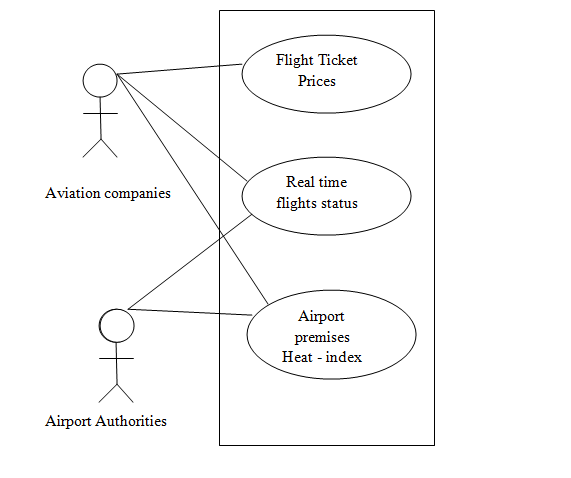 Flight Ticket
Prices
Real time
flights status
Aviation companies
Airport
premises
Heat - index
Airport Authorities